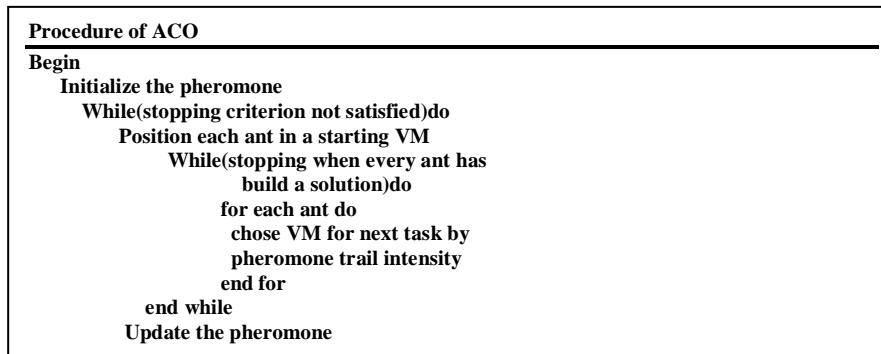 Procedure of ACO
Begin
Initialize the pheromone
While(stopping criterion not satisfied)do
Position each ant in a starting VM
While(stopping when every ant has
build a solution)do
for each ant do
chose VM for next task by
pheromone trail intensity
end for
end while
Update the pheromone